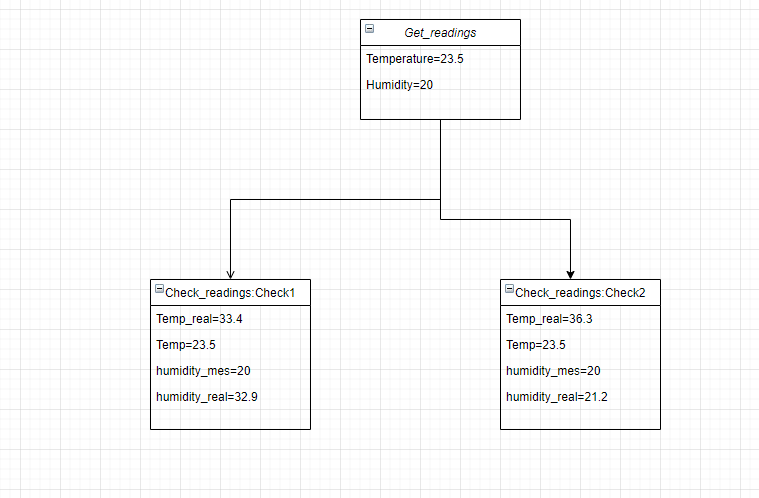 Get_readings
Temperature=23.5
Humidity=20
Check_readings:Check1
Temp_real=33.4
Temp=23.5
humidity_mes=20
humidity_real=32.9
Check_readings:Check2
Temp_real=36.3
Temp=23.5
humidity_mes=20
humidity_real=21.2